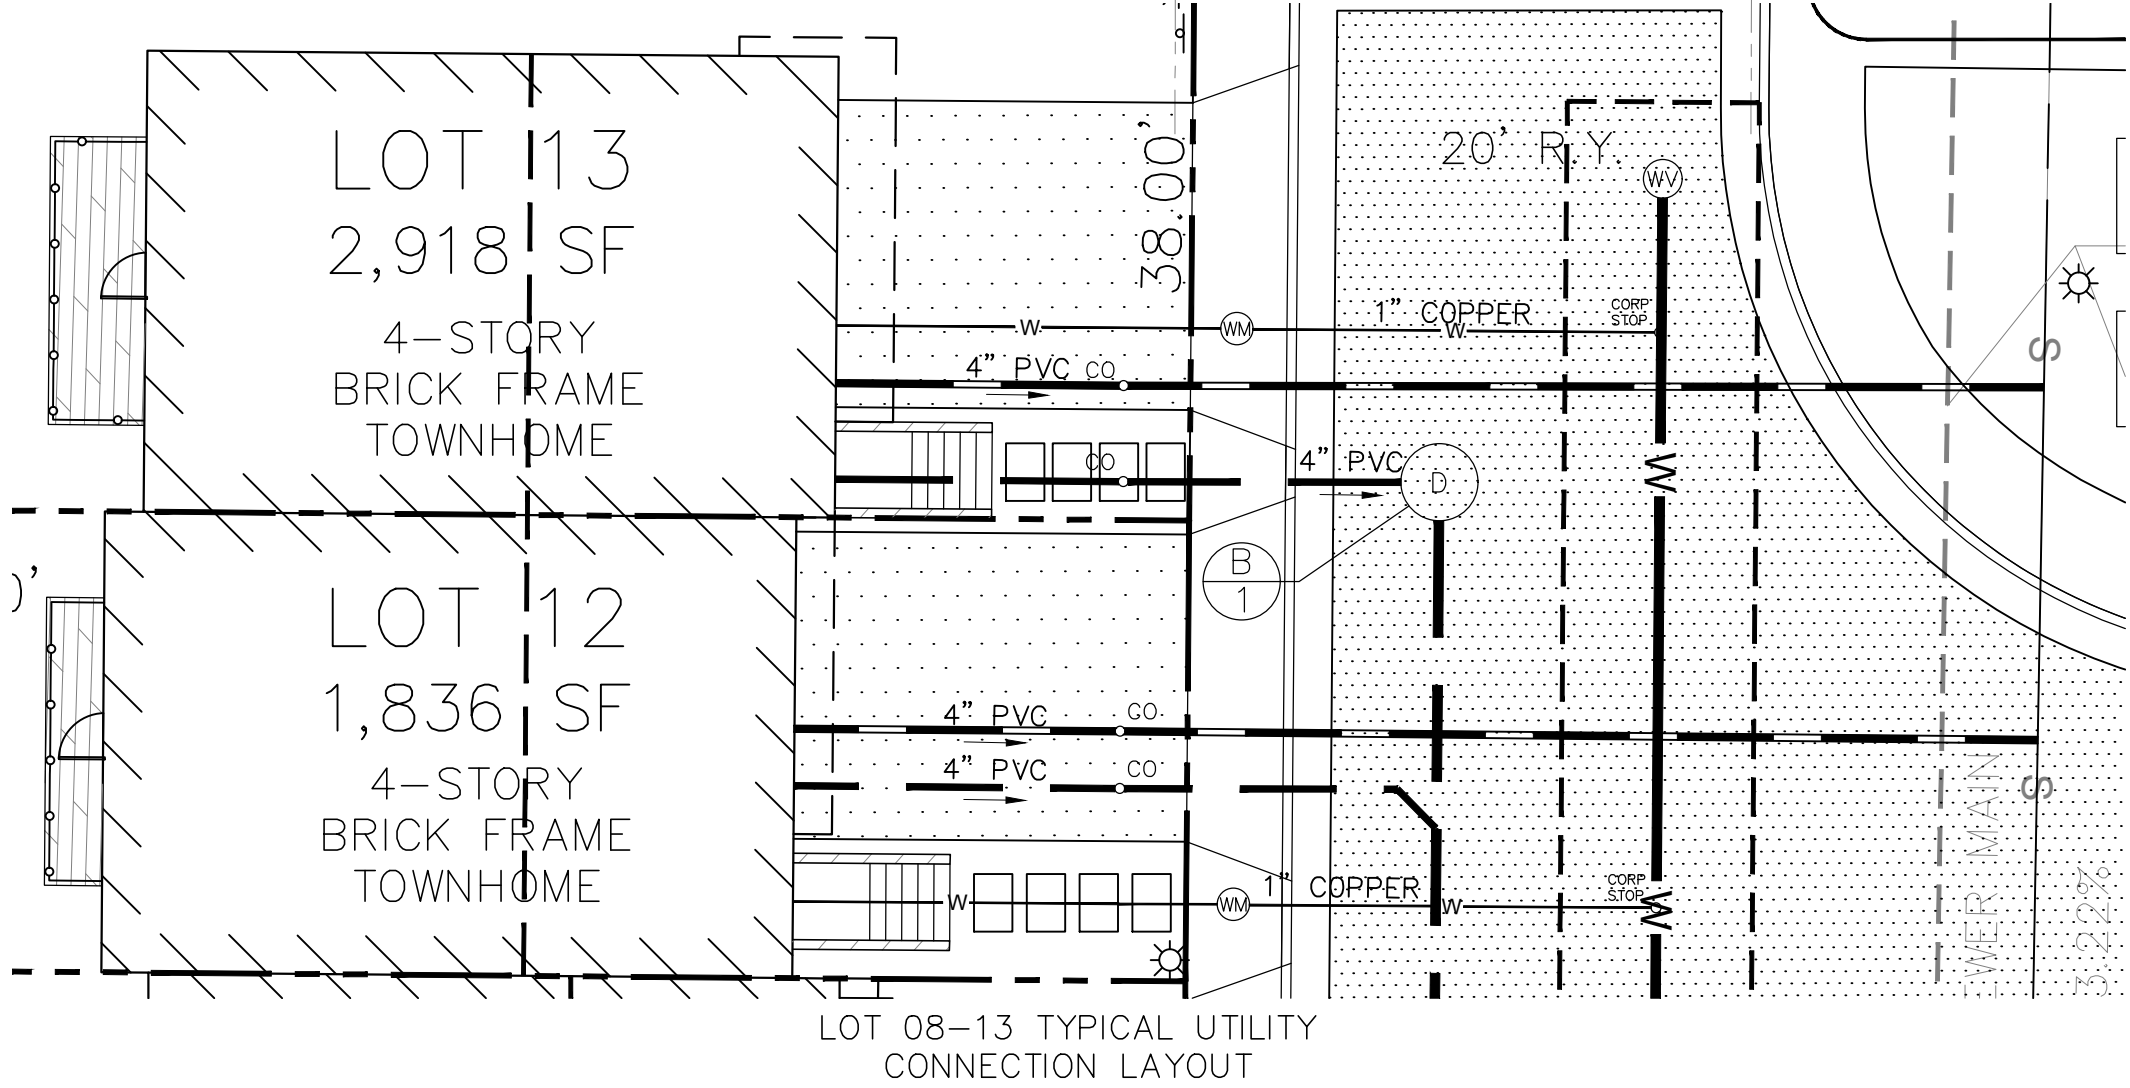 LOT 13
2,918 SF
4-STORY
BRICK FRAME
TOWNHOME
38.00'
20' R.Y.
WV
W
WM
1" COPPER
W
CORP
STOP
4" PVC
CO
S
CO
4" PVC
D
W
B
1
LOT 12
1,836 SF
4-STORY
BRICK FRAME
TOWNHOME
4" PVC
CO
4" PVC
CO
W
WM
1" COPPER
W
CORP
STOP
W
S
MAIN
3.22%
LOT 08-13 TYPICAL UTILITY
CONNECTION LAYOUT